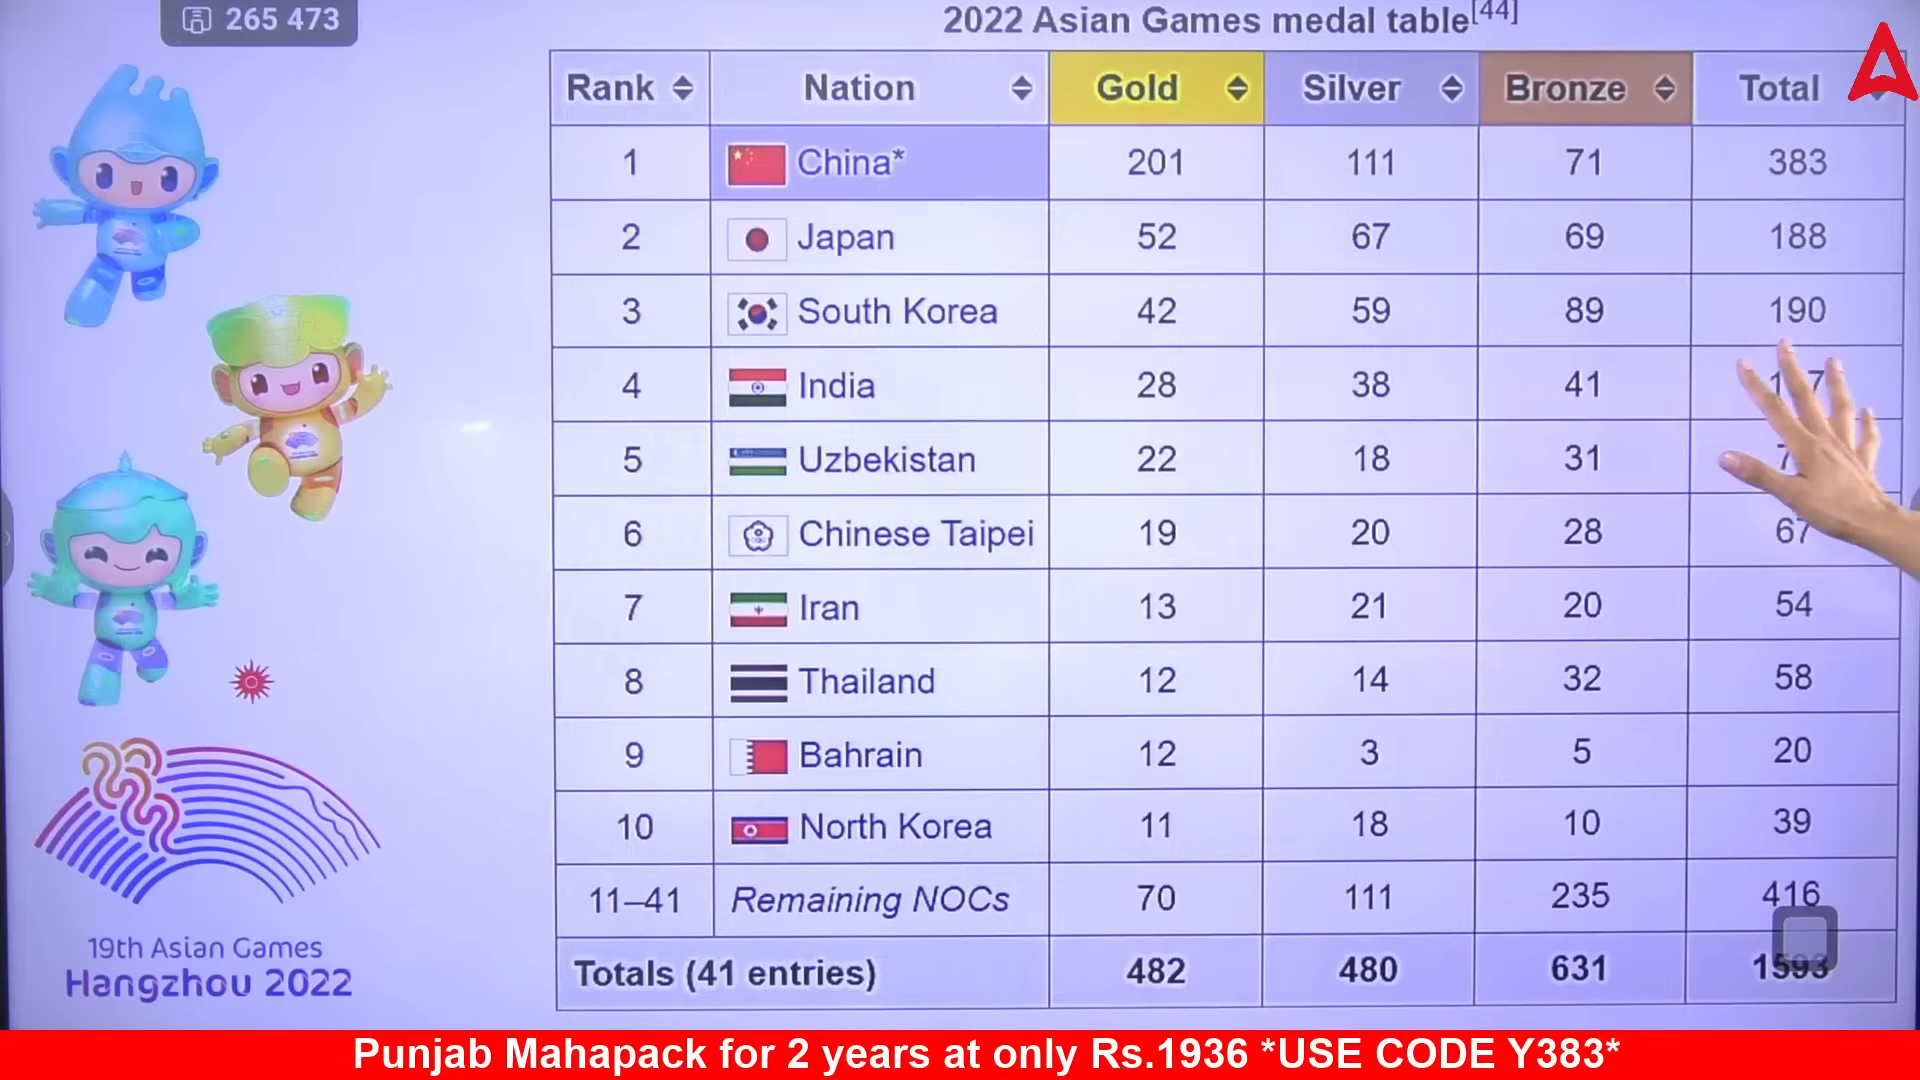 265 473
2022 Asian Games medal table[44]
Rank Nation Gold Silver Bronze Total
1 China* 201 111 71 383
2 Japan 52 67 69 188
3 South Korea 42 59 89 190
4 India 28 38 41
5 Uzbekistan 22 18 31
6 Chinese Taipei 19 20 28 67
7 Iran 13 21 20 54
8 Thailand 12 14 32 58
9 Bahrain 12 3 5 20
10 North Korea 11 18 10 39
11–41 Remaining NOCs 70 111 235 416
Totals (41 entries) 482 480 631 1593
19th Asian Games
Hangzhou 2022
Punjab Mahapack for 2 years at only Rs.1936 *USE CODE Y383*